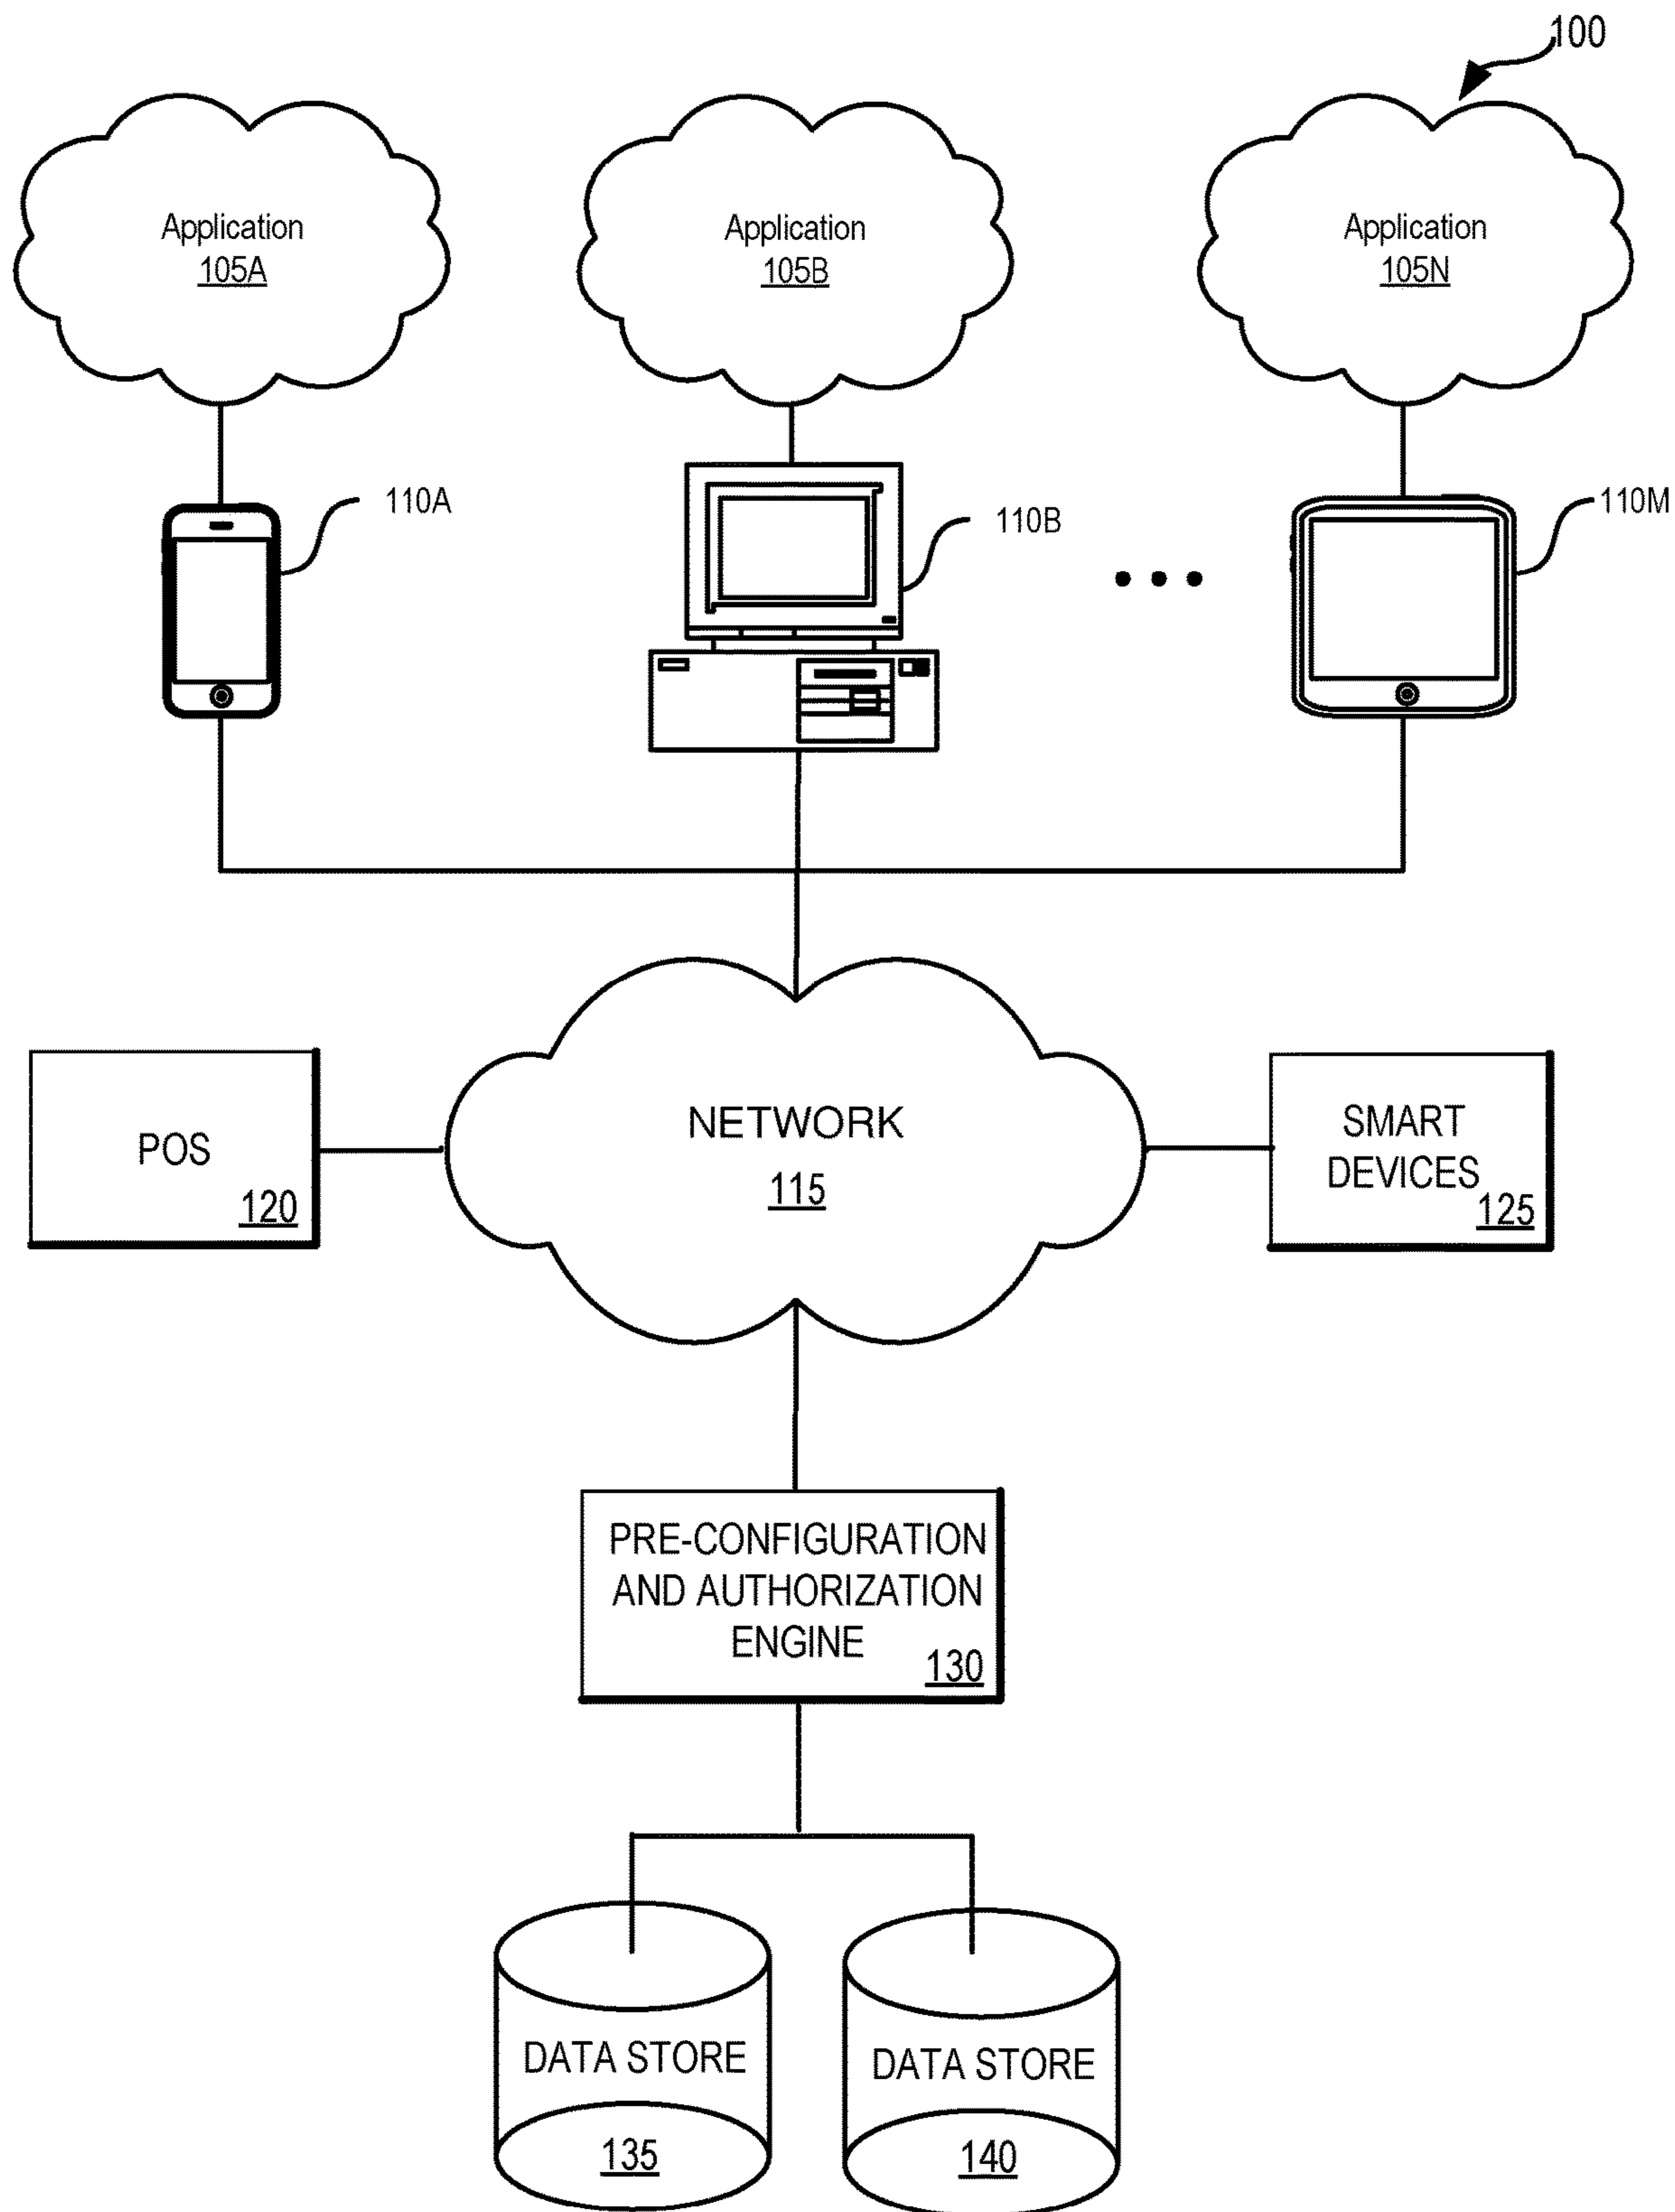 100
Application
105A
Application
105B
Application
105N
110A
110B
110M
NETWORK
115
POS
120
SMART
DEVICES
125
PRE-CONFIGURATION
AND AUTHORIZATION
ENGINE
130
DATA STORE
135
DATA STORE
140